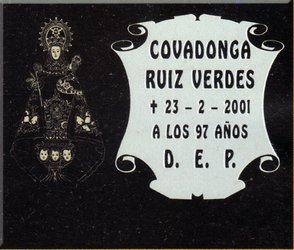 COVADONGA
RUIZ VERDES
✝ 23 - 2 - 2001
A LOS 97 AÑOS
D. E. P.